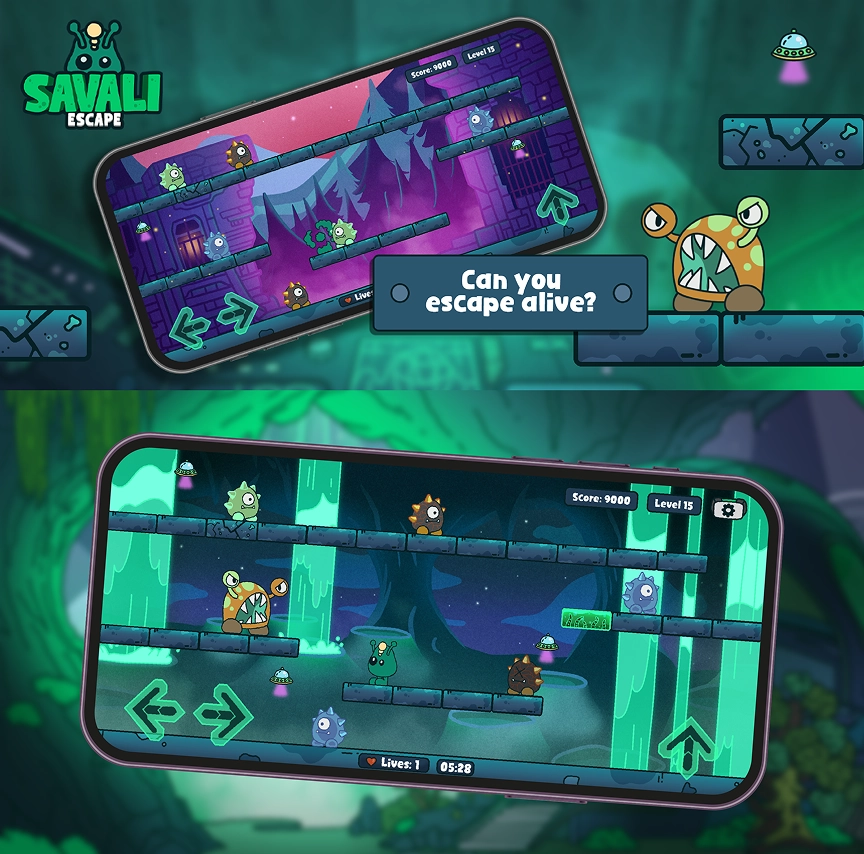 SAVALI
ESCAPE
Score: 9000
Level 15
Can you
escape alive?
Lives
Score: 9000
Level 15
Lives: 1
05:28